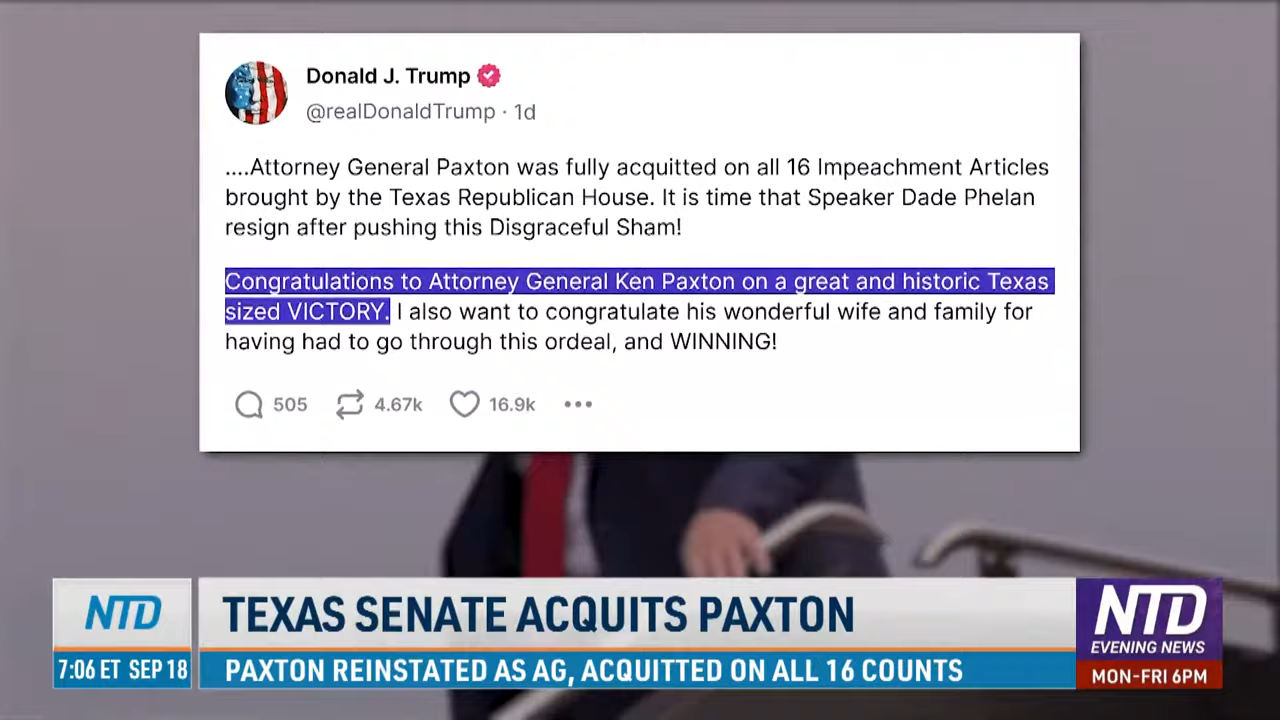 Donald J. Trump
@realDonaldTrump · 1d
....Attorney General Paxton was fully acquitted on all 16 Impeachment Articles
brought by the Texas Republican House. It is time that Speaker Dade Phelan
resign after pushing this Disgraceful Sham!
Congratulations to Attorney General Ken Paxton on a great and historic Texas
sized VICTORY. I also want to congratulate his wonderful wife and family for
having had to go through this ordeal, and WINNING!
505 4.67k 16.9k
NTD
7:06 ET SEP 18
TEXAS SENATE ACQUITS PAXTON
PAXTON REINSTATED AS AG, ACQUITTED ON ALL 16 COUNTS
NTD
EVENING NEWS
MON-FRI 6PM